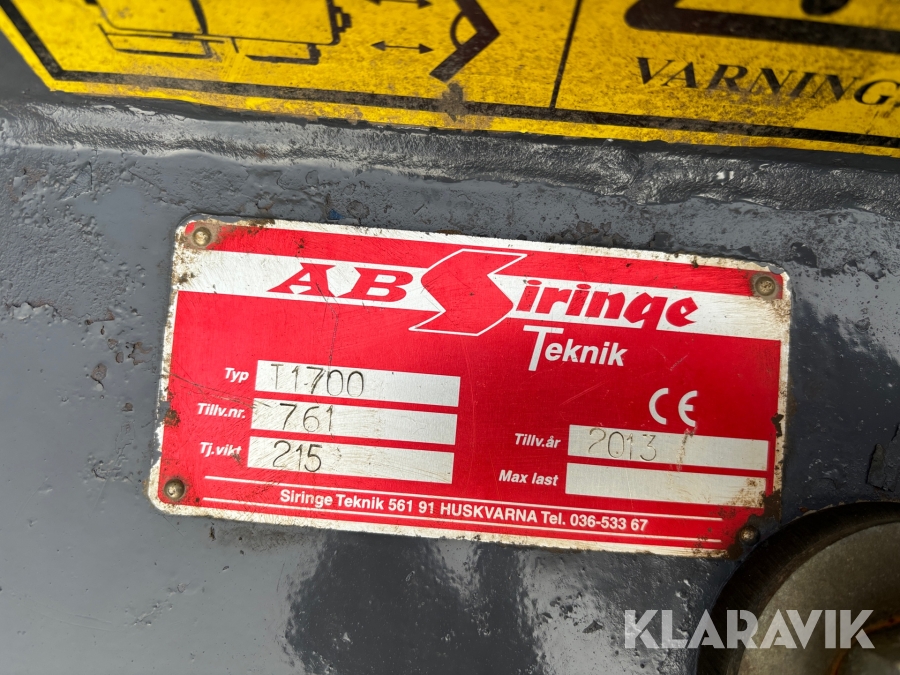 VARNING
AB Siringe
Teknik
Typ T1700
Tillv.nr. 761
Tj.vikt 215
CE
Tillv.år 2013
Max last
Siringe Teknik 561 91 HUSKVARNA Tel. 036-533 67
KLARAVIK